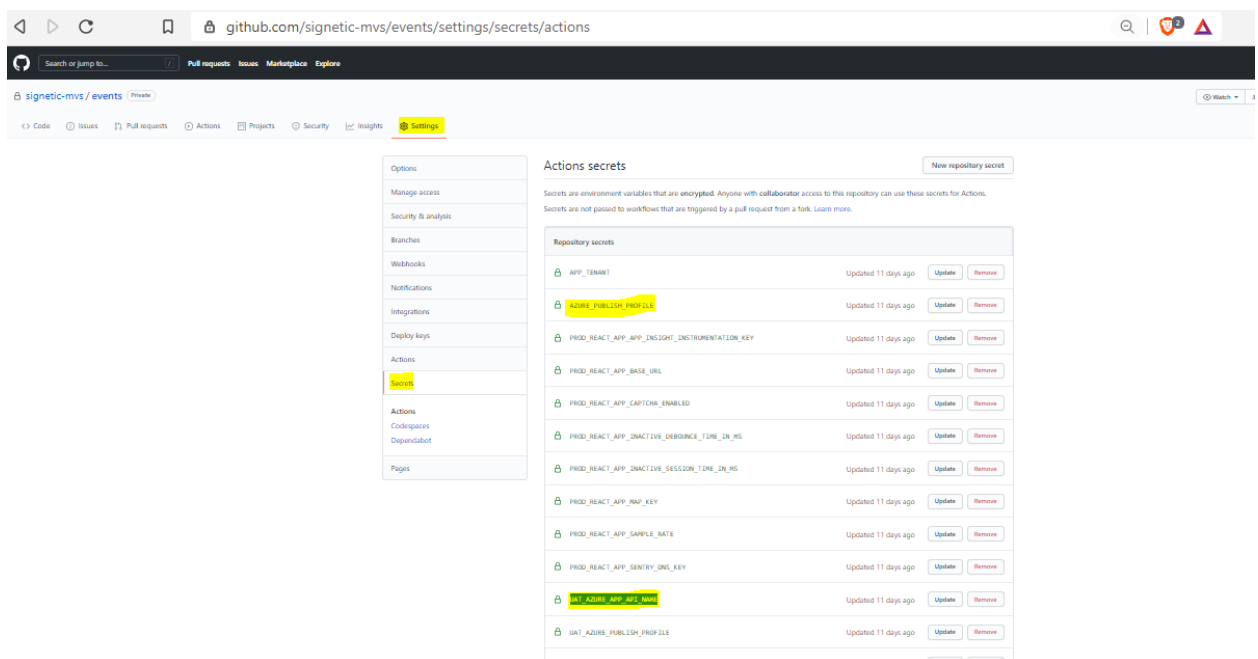 github.com/signetic-mvs/events/settings/secrets/actions
2
Search or jump to... / Pull requests Issues Marketplace Explore
signetic-mvs / events Private
Watch
Code Issues Pull requests Actions Projects Security Insights Settings
Options
Manage access
Security & analysis
Branches
Webhooks
Notifications
Integrations
Deploy keys
Actions
Secrets
Actions
Codespaces
Dependabot
Pages
Actions secrets New repository secret
Secrets are environment variables that are encrypted. Anyone with collaborator access to this repository can use these secrets for Actions.
Secrets are not passed to workflows that are triggered by a pull request from a fork. Learn more.
Repository secrets
APP_TENANT Updated 11 days ago Update Remove
AZURE_PUBLISH_PROFILE Updated 11 days ago Update Remove
PROD_REACT_APP_APP_INSIGHT_INSTRUMENTATION_KEY Updated 11 days ago Update Remove
PROD_REACT_APP_BASE_URL Updated 11 days ago Update Remove
PROD_REACT_APP_CAPTCHA_ENABLED Updated 11 days ago Update Remove
PROD_REACT_APP_INACTIVE_DEBOUNCE_TIME_IN_MS Updated 11 days ago Update Remove
PROD_REACT_APP_INACTIVE_SESSION_TIME_IN_MS Updated 11 days ago Update Remove
PROD_REACT_APP_MAP_KEY Updated 11 days ago Update Remove
PROD_REACT_APP_SAMPLE_RATE Updated 11 days ago Update Remove
PROD_REACT_APP_SENTRY_DNS_KEY Updated 11 days ago Update Remove
UAT_AZURE_APP_API_NAME Updated 11 days ago Update Remove
UAT_AZURE_PUBLISH_PROFILE Updated 11 days ago Update Remove